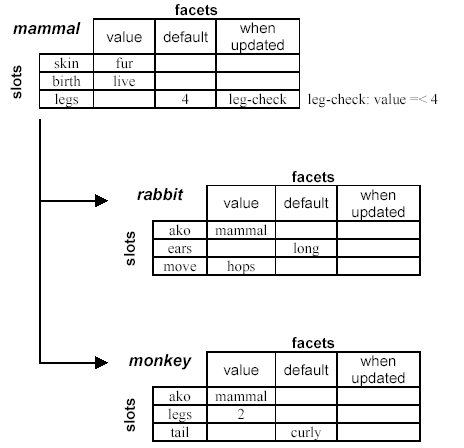 facets
mammal value default when updated
slots
skin fur
birth live
legs 4 leg-check leg-check: value =< 4
facets
rabbit value default when updated
slots
ako mammal
ears long
move hops
facets
monkey value default when updated
slots
ako mammal
legs 2
tail curly